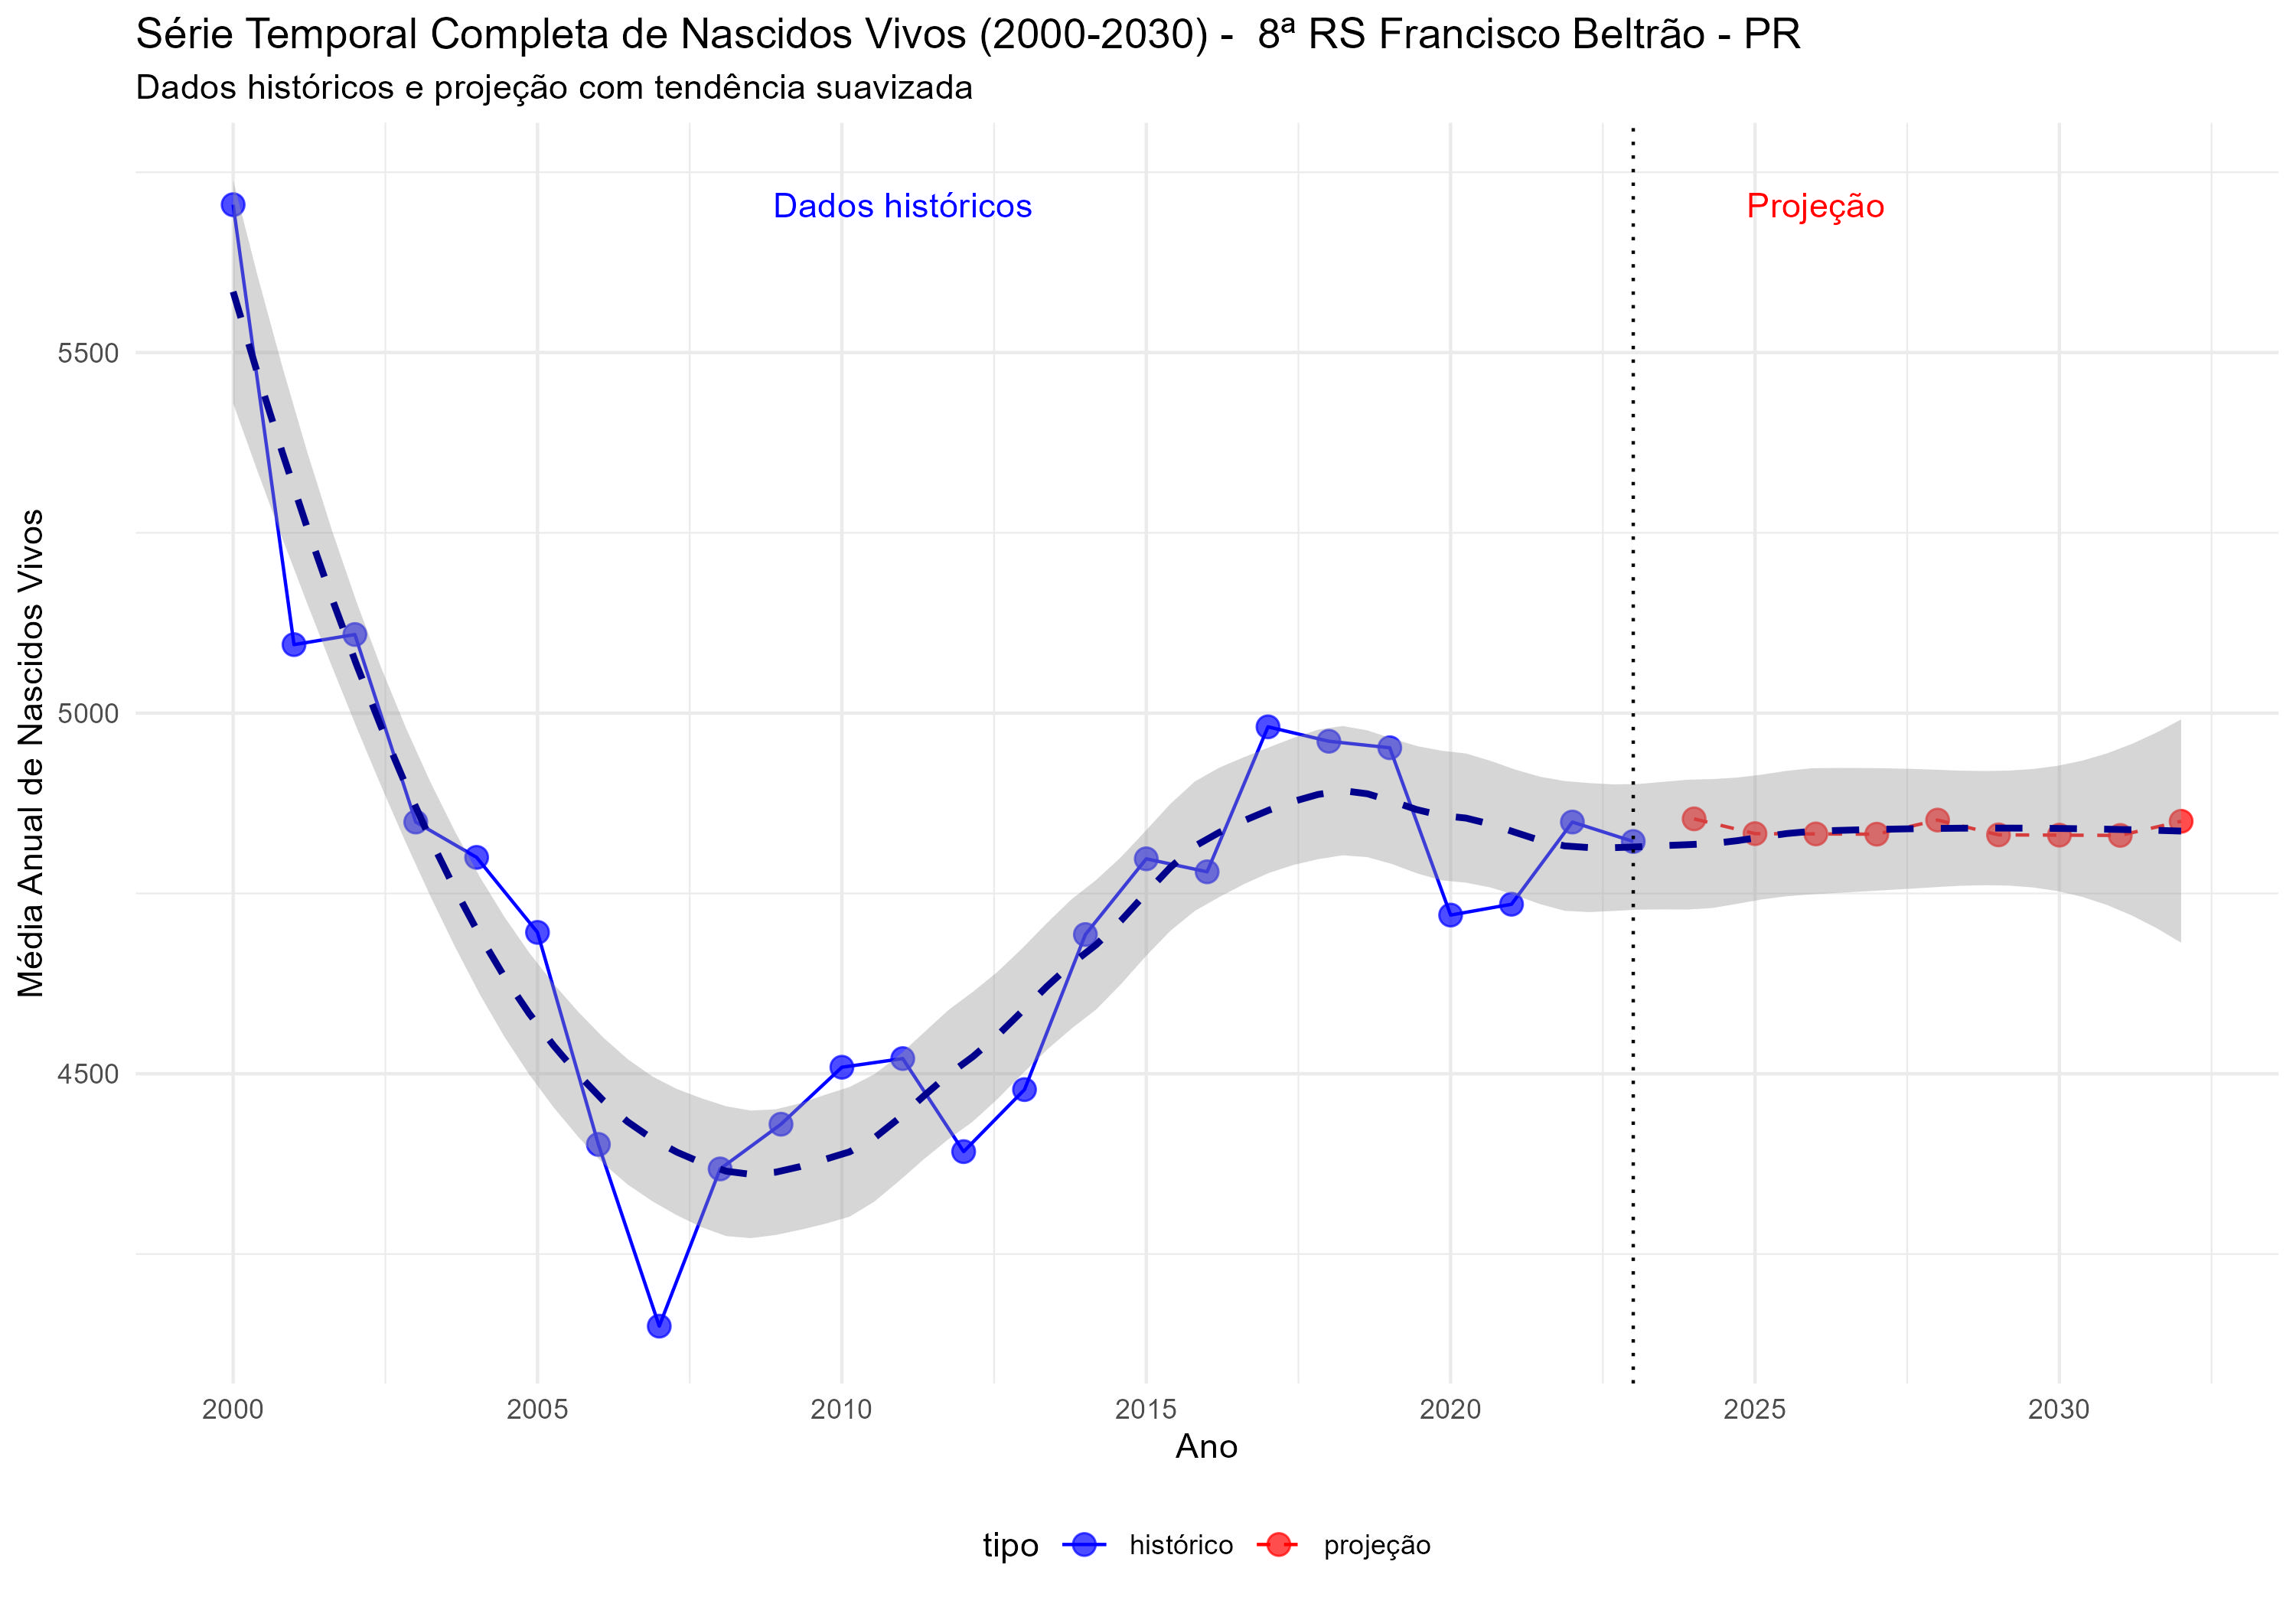 Série Temporal Completa de Nascidos Vivos (2000-2030) -  8ª RS Francisco Beltrão - PR
Dados históricos e projeção com tendência suavizada
Dados históricos
Projeção
Média Anual de Nascidos Vivos
5500
5000
4500
2000
2005
2010
2015
2020
2025
2030
Ano
tipo
histórico
projeção